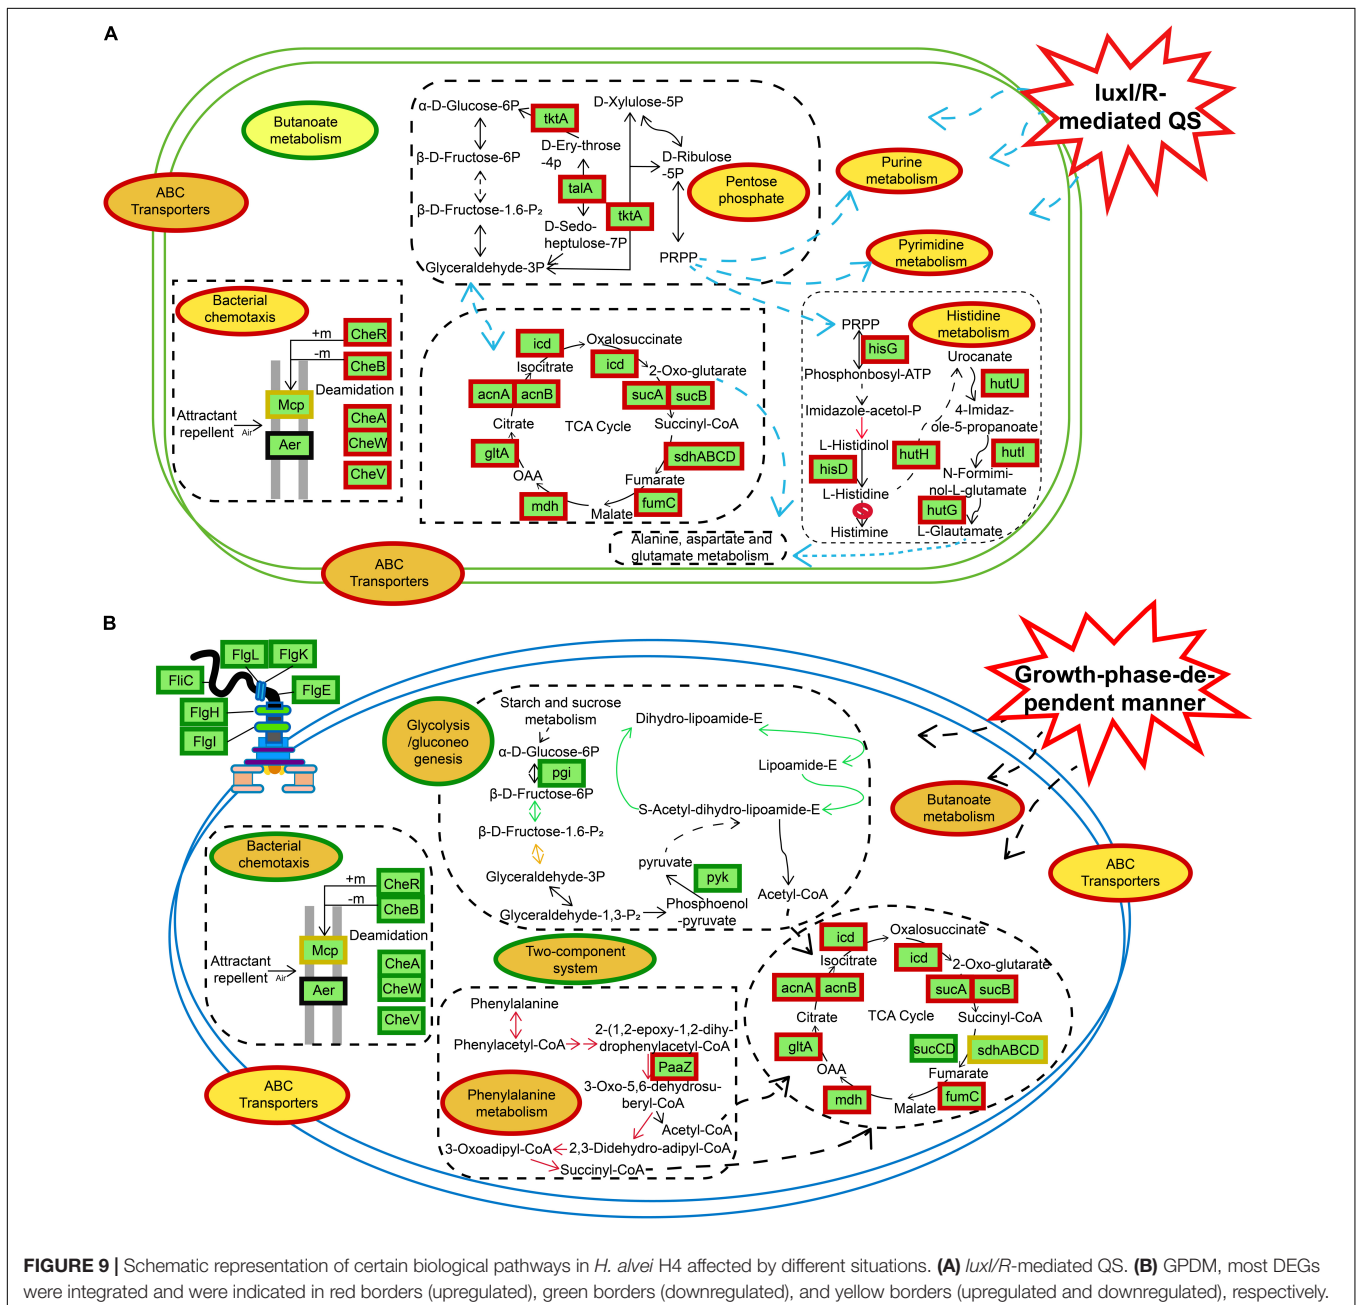 A
luxI/R-
mediated QS
Butanoate
metabolism
ABC
Transporters
α-D-Glucose-6P
tktA
D-Xylulose-5P
D-Ery-throse
-4p
β-D-Fructose-6P
D-Ribulose
-5P
talA
tktA
Pentose
phosphate
β-D-Fructose-1.6-P₂
D-Sedo-
heptulose-7P
Glyceraldehyde-3P
PRPP
Purine
metabolism
Pyrimidine
metabolism
Bacterial
chemotaxis
+m
-m
CheR
CheB
Deamidation
Mcp
Attractant
repellent
Air
Aer
CheA
CheW
CheV
icd
Oxalosuccinate
Isocitrate
icd
2-Oxo-glutarate
acnA
acnB
sucA
sucB
Citrate
TCA Cycle
Succinyl-CoA
gltA
sdhABCD
OAA
Fumarate
mdh
Malate
fumC
Alanine, aspartate and
glutamate metabolism
PRPP
Histidine
metabolism
hisG
Urocanate
Phosphonbosyl-ATP
hutU
Imidazole-acetol-P
4-Imidaz-
ole-5-propanoate
L-Histidinol
hutH
hutI
hisD
N-Formimi-
nol-L-glutamate
L-Histidine
hutG
Histimine
L-Glautamate
ABC
Transporters
B
Growth-phase-de-
pendent manner
FlgL
FlgK
FliC
FlgE
FlgH
FlgI
Glycolysis
/gluconeo
genesis
Starch and sucrose
metabolism
Dihydro-lipoamide-E
α-D-Glucose-6P
pgi
Lipoamide-E
β-D-Fructose-6P
S-Acetyl-dihydro-lipoamide-E
β-D-Fructose-1.6-P₂
pyruvate
Glyceraldehyde-3P
pyk
Phosphoenol
-pyruvate
Acetyl-CoA
Glyceraldehyde-1,3-P₂
Butanoate
metabolism
ABC
Transporters
Bacterial
chemotaxis
+m
-m
CheR
CheB
Deamidation
Mcp
Attractant
repellent
Air
Aer
CheA
CheW
CheV
Two-component
system
icd
Oxalosuccinate
Isocitrate
icd
2-Oxo-glutarate
acnA
acnB
sucA
sucB
Citrate
TCA Cycle
Succinyl-CoA
gltA
sucCD
sdhABCD
OAA
Fumarate
mdh
Malate
fumC
Phenylalanine
Phenylacetyl-CoA
2-(1,2-epoxy-1,2-dihy-
drophenylacetyl-CoA
PaaZ
3-Oxo-5,6-dehydrosu-
beryl-CoA
Phenylalanine
metabolism
Acetyl-CoA
3-Oxoadipyl-CoA
2,3-Didehydro-adipyl-CoA
Succinyl-CoA
ABC
Transporters
FIGURE 9 | Schematic representation of certain biological pathways in H. alvei H4 affected by different situations. (A) luxI/R-mediated QS. (B) GPDM, most DEGs
were integrated and were indicated in red borders (upregulated), green borders (downregulated), and yellow borders (upregulated and downregulated), respectively.